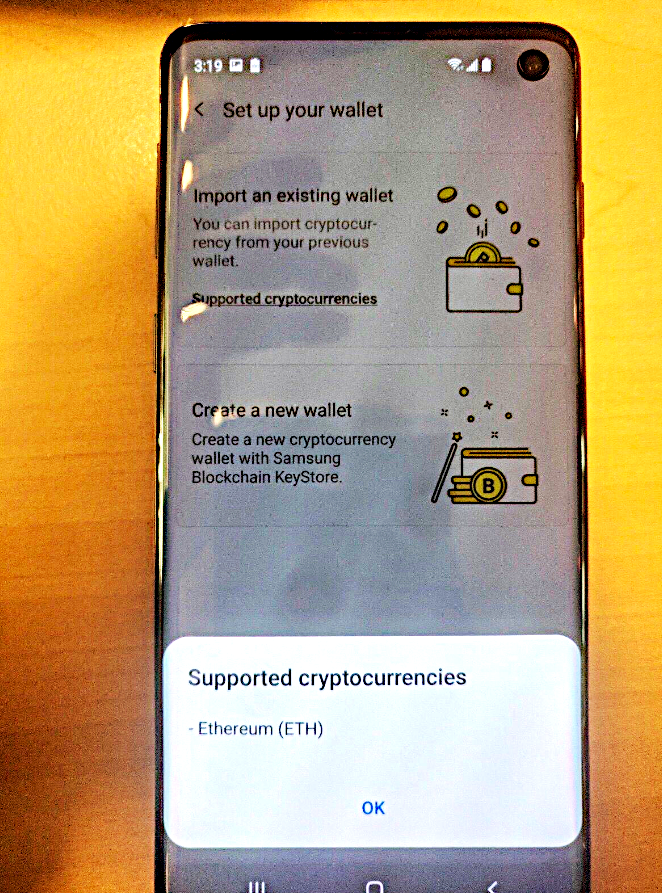 3:19
Set up your wallet
Import an existing wallet
You can import cryptocur-
rency from your previous
wallet.
Supported cryptocurrencies
Create a new wallet
Create a new cryptocurrency
wallet with Samsung
Blockchain KeyStore.
B
Supported cryptocurrencies
- Ethereum (ETH)
OK